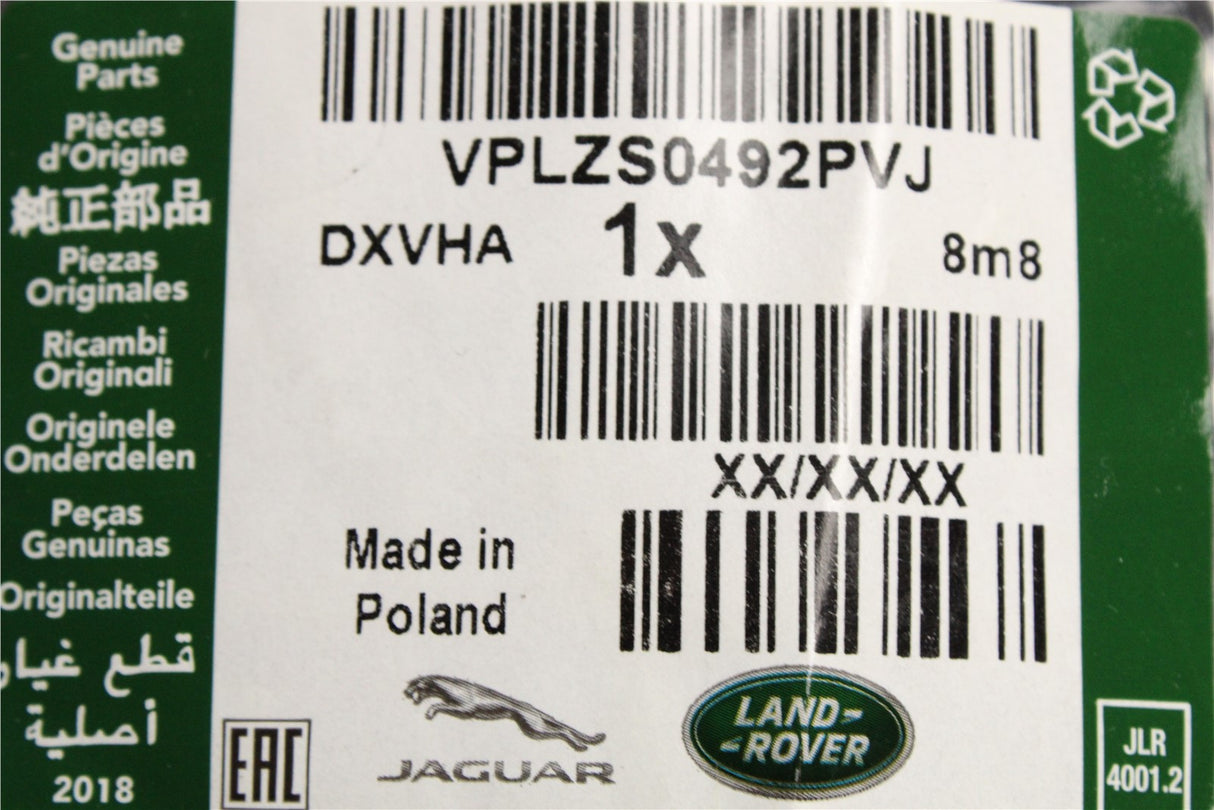 Genuine
Parts
Pièces
d'Origine
純正部品
Piezas
Originales
Ricambi
Originali
Originele
Onderdelen
Peças
Genuinas
Originalteile
قطع غيار
أصلية
2018
VPLZS0492PVJ
DXVHA 1x 8m8
XX/XX/XX
Made in
Poland
EAC
JAGUAR
LAND-
-ROVER
JLR
4001.2